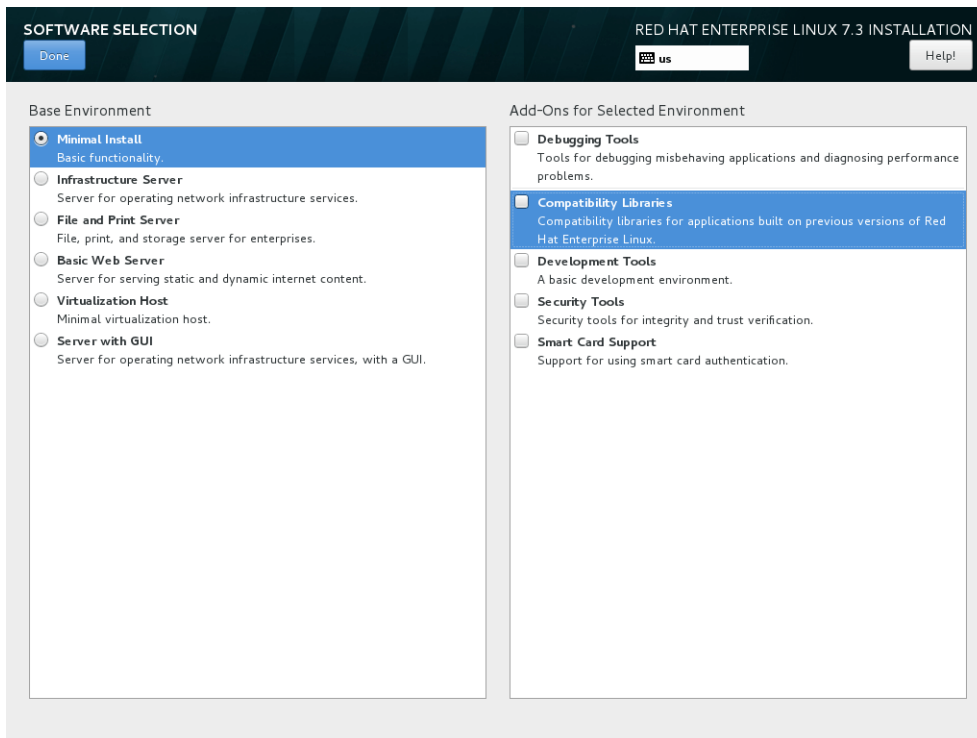 SOFTWARE SELECTION
RED HAT ENTERPRISE LINUX 7.3 INSTALLATION
Done
us
Help!
Base Environment
Minimal Install
Basic functionality.
Infrastructure Server
Server for operating network infrastructure services.
File and Print Server
File, print, and storage server for enterprises.
Basic Web Server
Server for serving static and dynamic internet content.
Virtualization Host
Minimal virtualization host.
Server with GUI
Server for operating network infrastructure services, with a GUI.
Add-Ons for Selected Environment
Debugging Tools
Tools for debugging misbehaving applications and diagnosing performance
problems.
Compatibility Libraries
Compatibility libraries for applications built on previous versions of Red
Hat Enterprise Linux.
Development Tools
A basic development environment.
Security Tools
Security tools for integrity and trust verification.
Smart Card Support
Support for using smart card authentication.